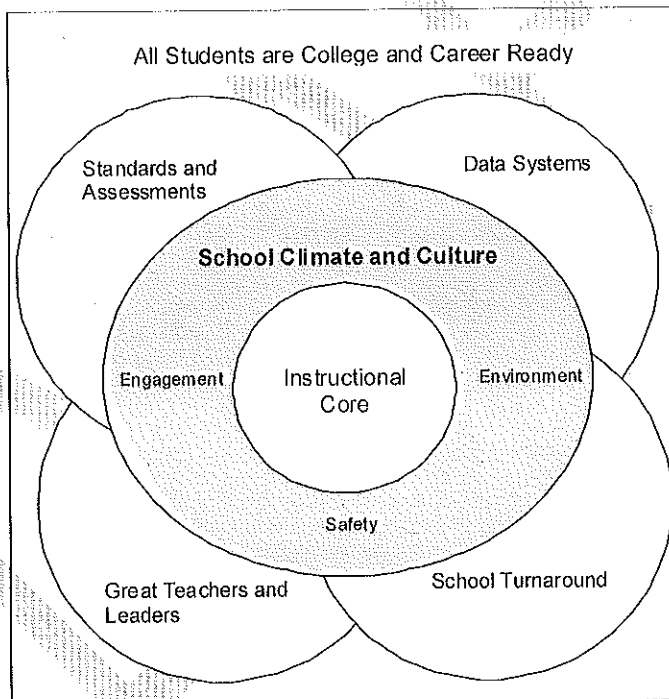 All Students are College and Career Ready
Standards and
Assessments
Data Systems
School Climate and Culture
Engagement
Instructional
Core
Environment
Safety
Great Teachers and
Leaders
School Turnaround